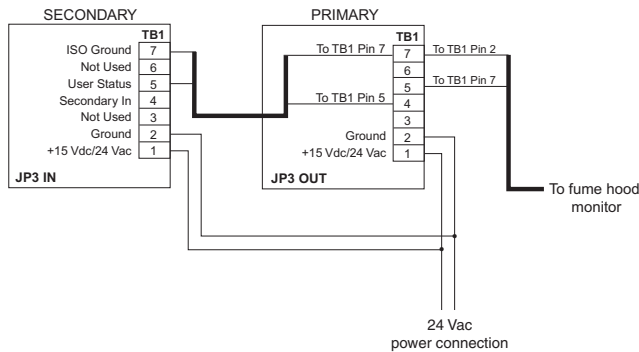 SECONDARY
TB1
ISO Ground 7
Not Used 6
User Status 5
Secondary In 4
Not Used 3
Ground 2
+15 Vdc/24 Vac 1
JP3 IN
PRIMARY
TB1
To TB1 Pin 7 7 To TB1 Pin 2
6
5 To TB1 Pin 7
To TB1 Pin 5 4
3
Ground 2
+15 Vdc/24 Vac 1
JP3 OUT
To fume hood
monitor
24 Vac
power connection